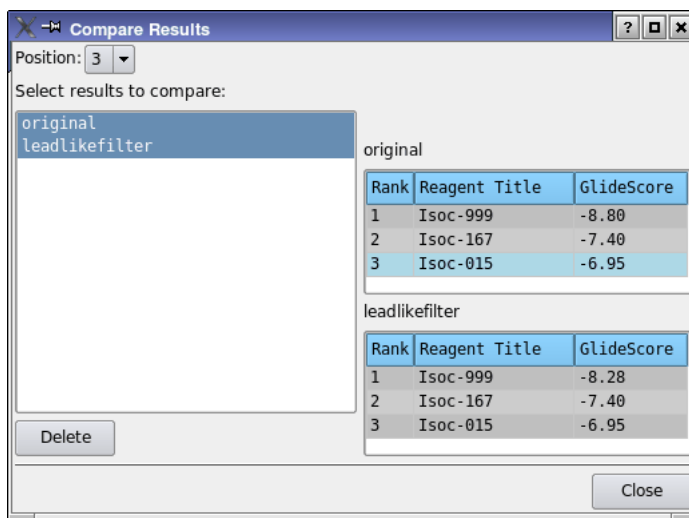 Compare Results
?
Position: 3
Select results to compare:
original
leadlikefilter
Delete
original
Rank Reagent Title GlideScore
1 Isoc-999 -8.80
2 Isoc-167 -7.40
3 Isoc-015 -6.95
leadlikefilter
Rank Reagent Title GlideScore
1 Isoc-999 -8.28
2 Isoc-167 -7.40
3 Isoc-015 -6.95
Close